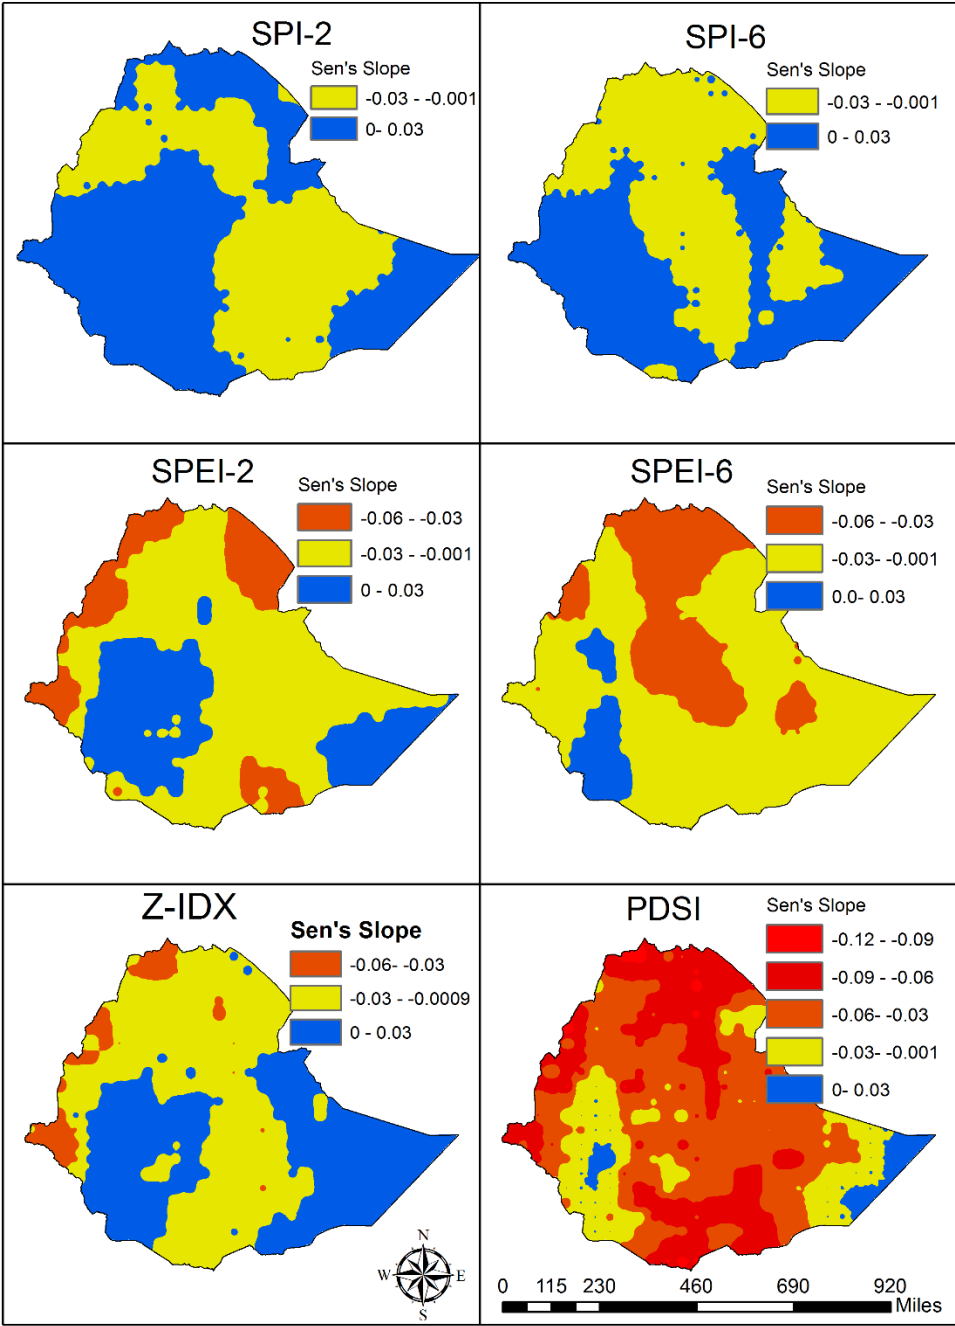 SPI-2
Sen's Slope
-0.03 - -0.001
0- 0.03
SPI-6
Sen's Slope
-0.03 - -0.001
0 - 0.03
SPEI-2
Sen's Slope
-0.06 - -0.03
-0.03 - -0.001
0 - 0.03
SPEI-6
Sen's Slope
-0.06 - -0.03
-0.03- -0.001
0.0- 0.03
Z-IDX
Sen's Slope
-0.06- -0.03
-0.03 - -0.0009
0 - 0.03
N
W E
S
PDSI
Sen's Slope
-0.12 - -0.09
-0.09 - -0.06
-0.06- -0.03
-0.03- -0.001
0- 0.03
0 115 230 460 690 920
Miles